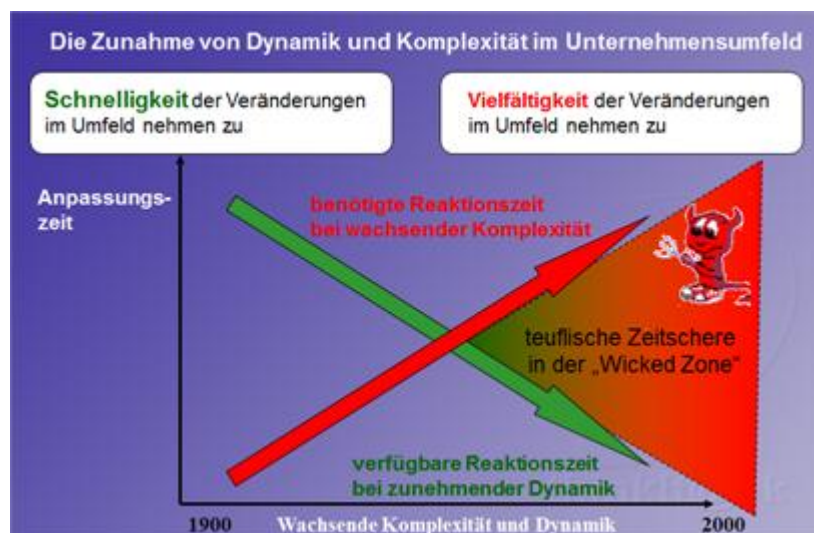 Die Zunahme von Dynamik und Komplexität im Unternehmensumfeld
Schnelligkeit der Veränderungen
im Umfeld nehmen zu
Vielfältigkeit der Veränderungen
im Umfeld nehmen zu
Anpassungs-
zeit
benötigte Reaktionszeit
bei wachsender Komplexität
teuflische Zeitschere
in der „Wicked Zone“
verfügbare Reaktionszeit
bei zunehmender Dynamik
1900 Wachsende Komplexität und Dynamik 2000